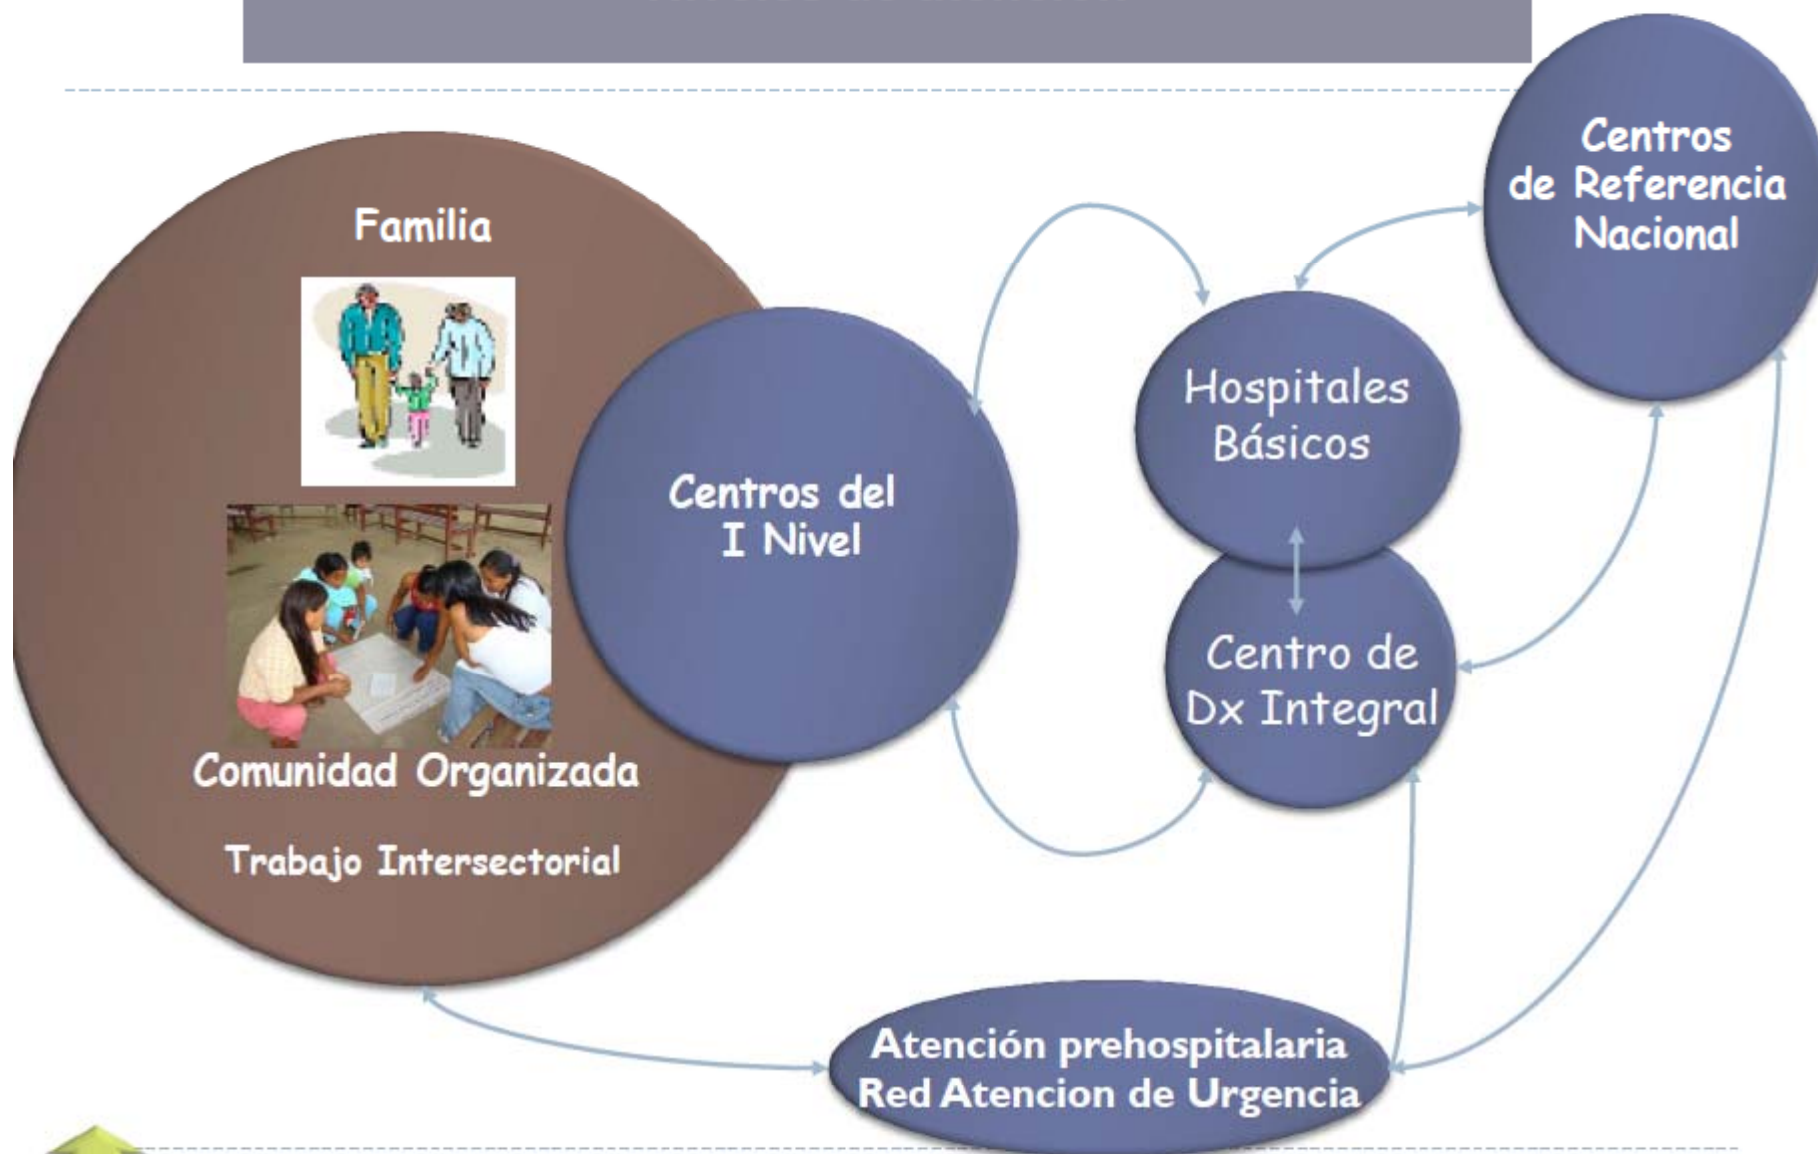 Centros
de Referencia
Nacional
Familia
Hospitales
Básicos
Centros del
I Nivel
Centro de
Dx Integral
Comunidad Organizada
Trabajo Intersectorial
Atención prehospitalaria
Red Atencion de Urgencia